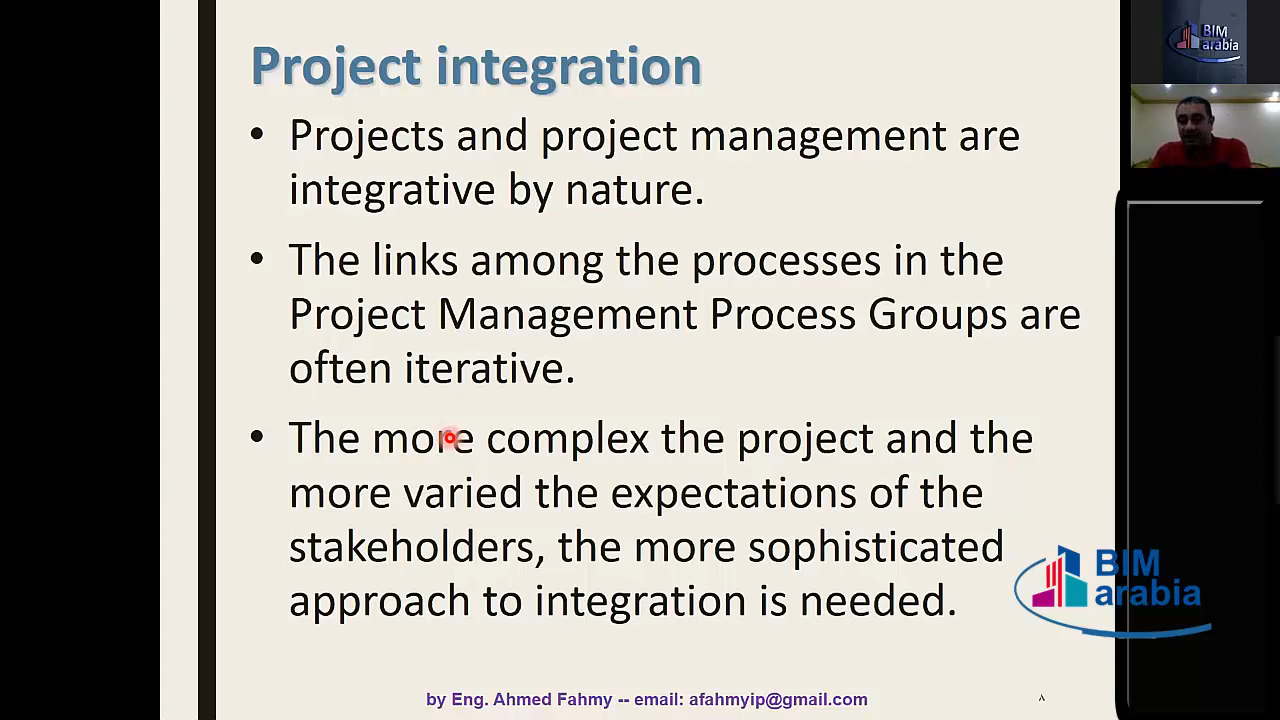 Project integration
• Projects and project management are
integrative by nature.
• The links among the processes in the
Project Management Process Groups are
often iterative.
• The more complex the project and the
more varied the expectations of the
stakeholders, the more sophisticated
approach to integration is needed.
by Eng. Ahmed Fahmy -- email: afahmyip@gmail.com
٨
BIM
arabia
BIM
arabia